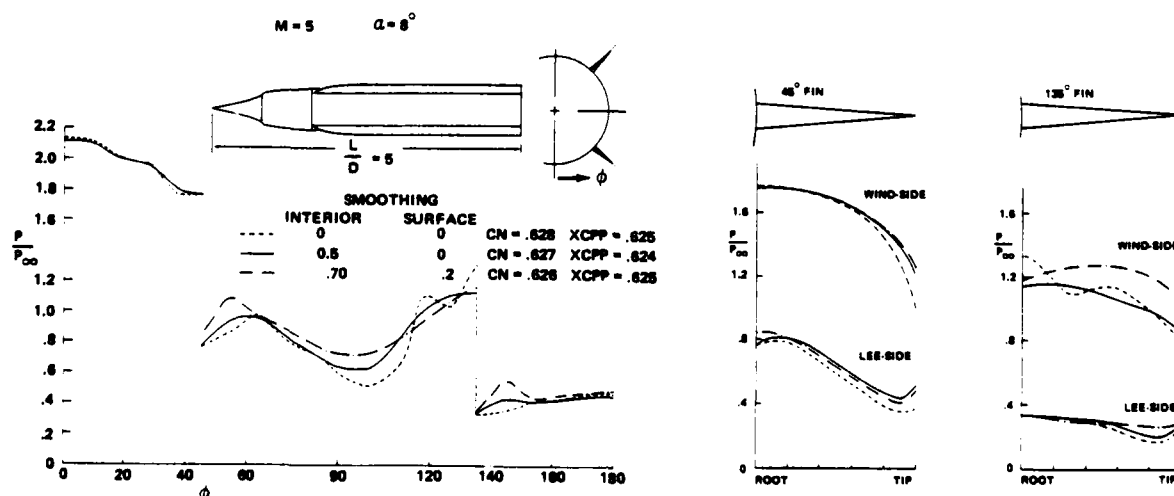 M = 5 α = 8°
L/D = 5
φ
SMOOTHING
INTERIOR SURFACE
0 0 CN = .628 XCPP = .625
0.5 0 CN = .627 XCPP = .624
.70 .2 CN = .626 XCPP = .625
P/P∞
2.2
2.0
1.8
1.6
1.2
1.0
.8
.6
.4
.2
0
0 20 40 60 80 100 120 140 160 180
φ
45° FIN
WIND-SIDE
LEE-SIDE
P/P∞
1.6
1.2
.8
.4
0
ROOT TIP
135° FIN
WIND-SIDE
LEE-SIDE
P/P∞
1.6
1.2
.8
.4
0
ROOT TIP